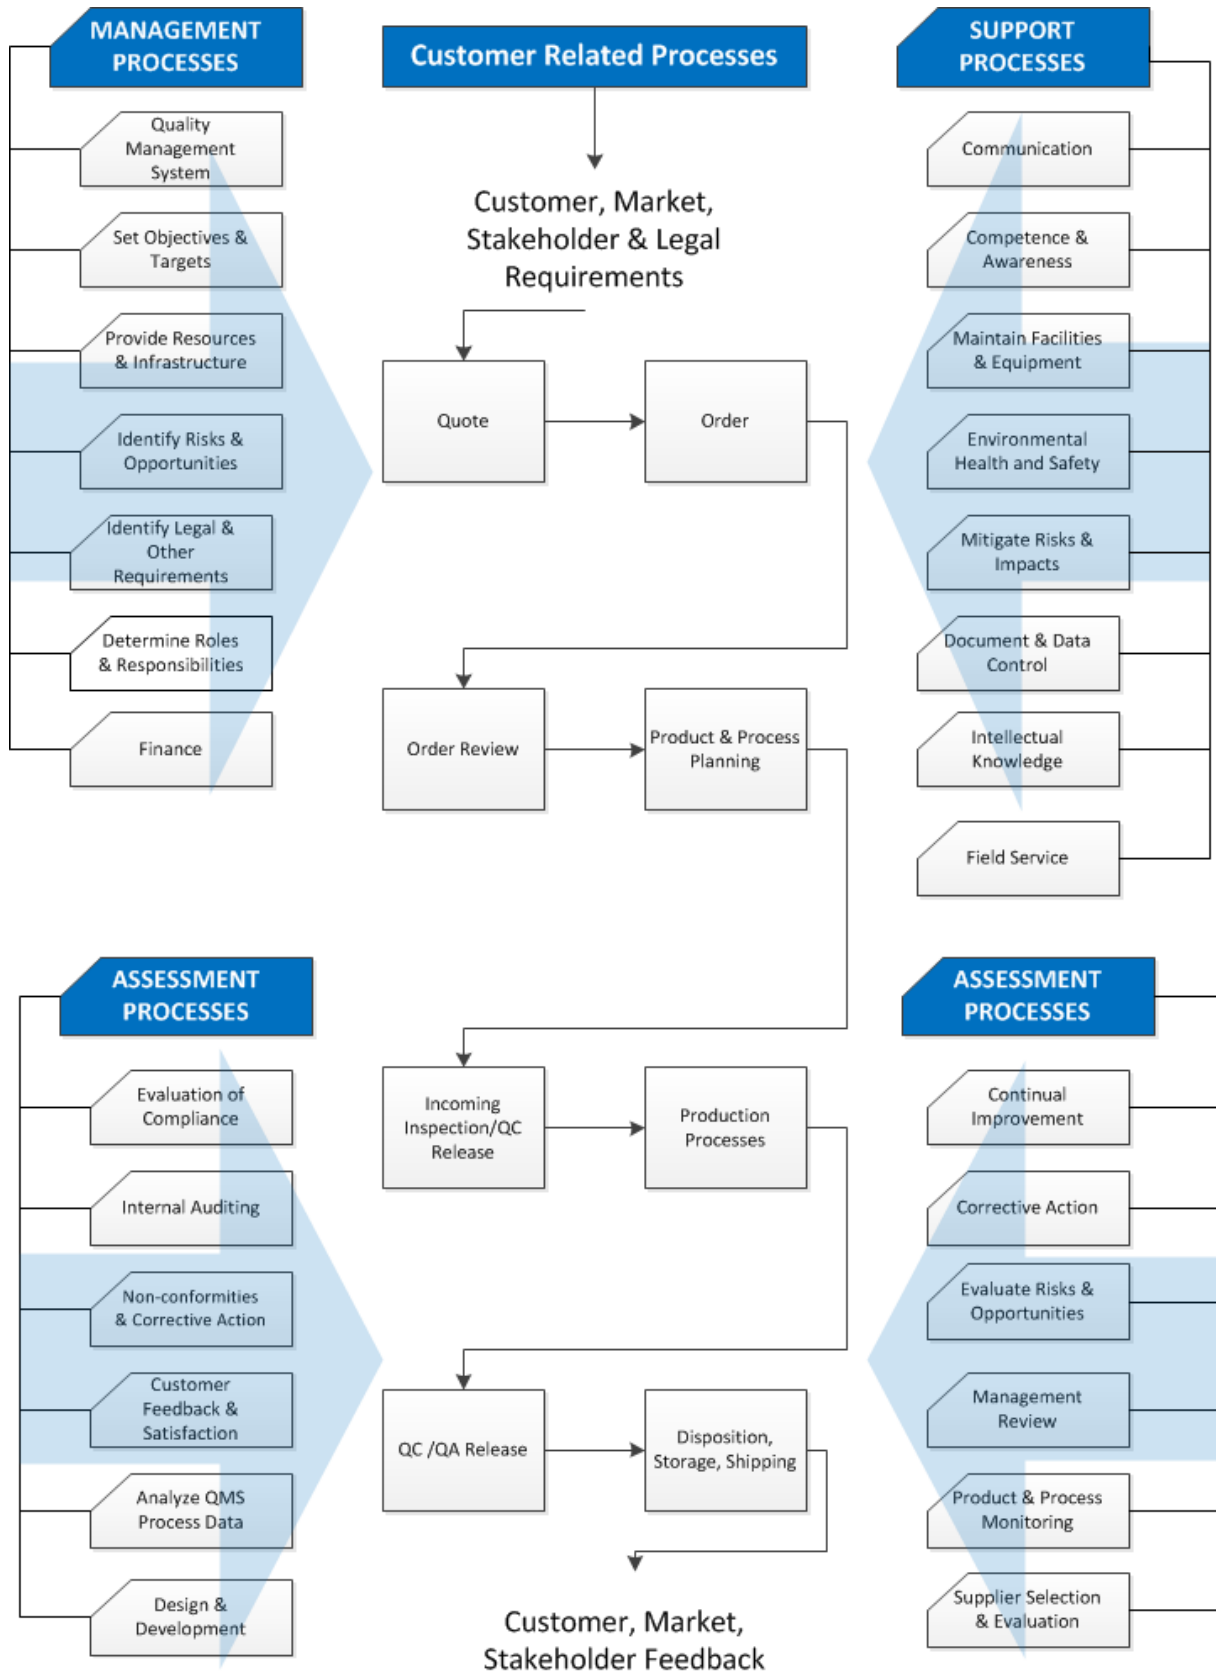 MANAGEMENT
PROCESSES
Quality
Management
System
Set Objectives &
Targets
Provide Resources
& Infrastructure
Identify Risks &
Opportunities
Identify Legal &
Other
Requirements
Determine Roles
& Responsibilities
Finance
Customer Related Processes
Customer, Market,
Stakeholder & Legal
Requirements
Quote
Order
Order Review
Product & Process
Planning
Incoming
Inspection/QC
Release
Production
Processes
QC /QA Release
Disposition,
Storage, Shipping
Customer, Market,
Stakeholder Feedback
SUPPORT
PROCESSES
Communication
Competence &
Awareness
Maintain Facilities
& Equipment
Environmental
Health and Safety
Mitigate Risks &
Impacts
Document & Data
Control
Intellectual
Knowledge
Field Service
ASSESSMENT
PROCESSES
Evaluation of
Compliance
Internal Auditing
Non-conformities
& Corrective Action
Customer
Feedback &
Satisfaction
Analyze QMS
Process Data
Design &
Development
ASSESSMENT
PROCESSES
Continual
Improvement
Corrective Action
Evaluate Risks &
Opportunities
Management
Review
Product & Process
Monitoring
Supplier Selection
& Evaluation